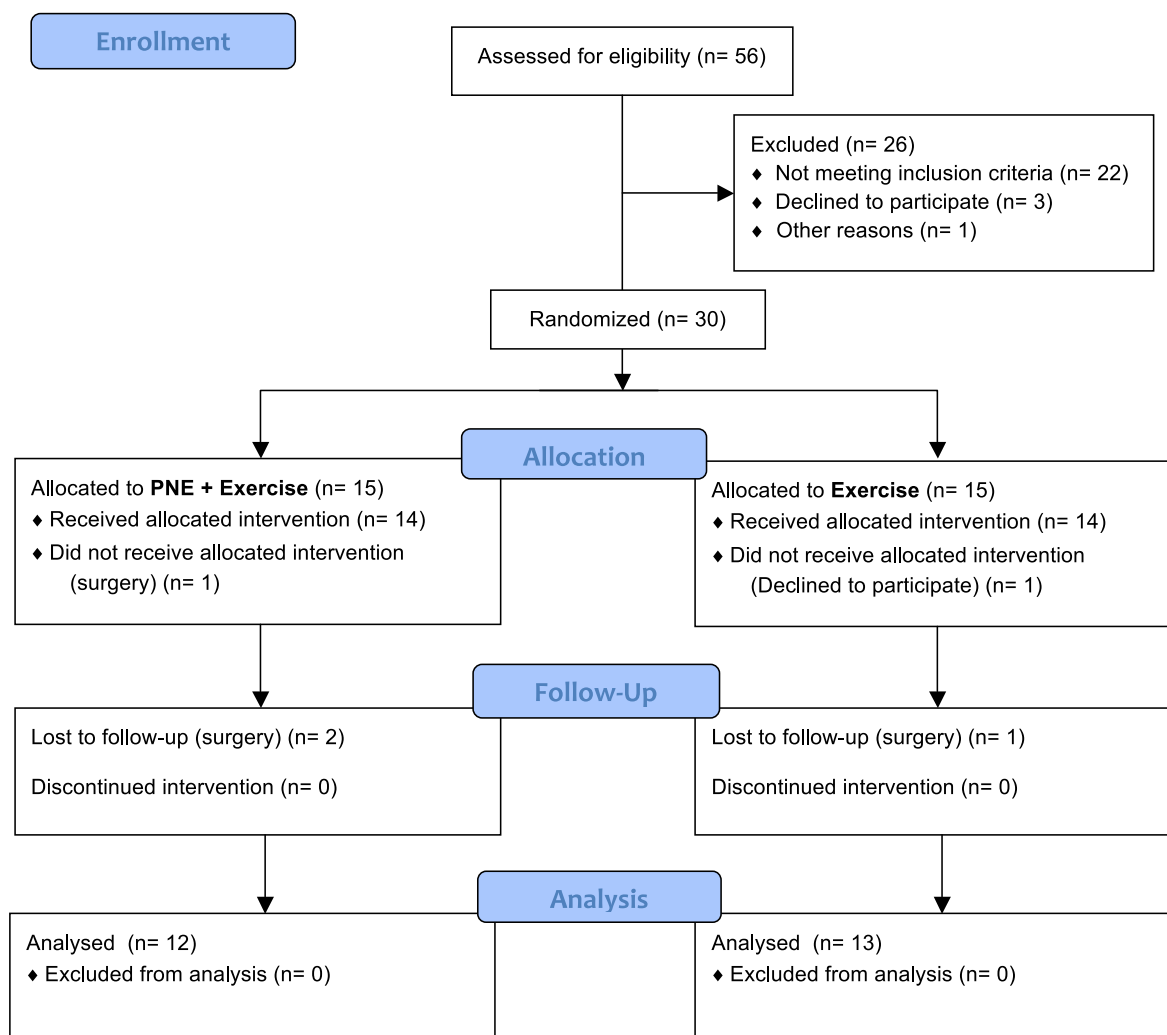 Enrollment
Assessed for eligibility (n= 56)
Excluded (n= 26)
♦ Not meeting inclusion criteria (n= 22)
♦ Declined to participate (n= 3)
♦ Other reasons (n= 1)
Randomized (n= 30)
Allocation
Allocated to PNE + Exercise (n= 15)
♦ Received allocated intervention (n= 14)
♦ Did not receive allocated intervention
(surgery) (n= 1)
Allocated to Exercise (n= 15)
♦ Received allocated intervention (n= 14)
♦ Did not receive allocated intervention
(Declined to participate) (n= 1)
Follow-Up
Lost to follow-up (surgery) (n= 2)
Discontinued intervention (n= 0)
Lost to follow-up (surgery) (n= 1)
Discontinued intervention (n= 0)
Analysis
Analysed (n= 12)
♦ Excluded from analysis (n= 0)
Analysed (n= 13)
♦ Excluded from analysis (n= 0)